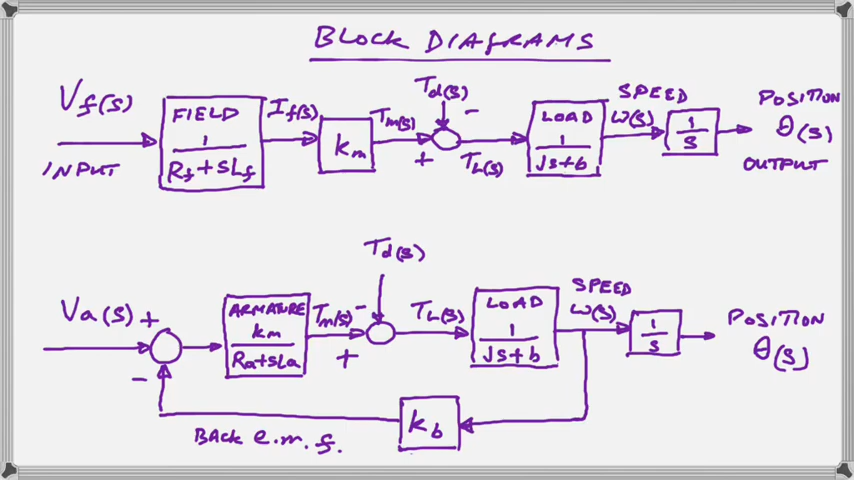 BLOCK DIAGRAMS
Vf(s)
INPUT
FIELD
1
Rf+sLf
If(s)
Km
Tm(s)
+
Td(s)
-
TL(s)
LOAD
1
Js+b
SPEED
ω(s)
1
s
POSITION
θ(s)
OUTPUT
Va(s) +
-
ARMATURE
Km
Ra+sLa
Tm(s)
+
Td(s)
-
TL(s)
LOAD
1
Js+b
SPEED
ω(s)
1
s
POSITION
θ(s)
Kb
BACK e.m.f.